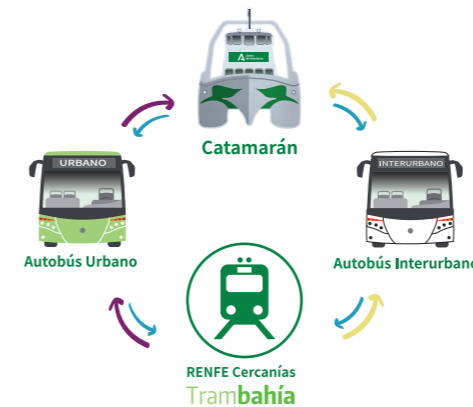 Catamarán
URBANO
INTERURBANO
Autobús Urbano
Autobús Interurbano
RENFE Cercanías
Trambahía